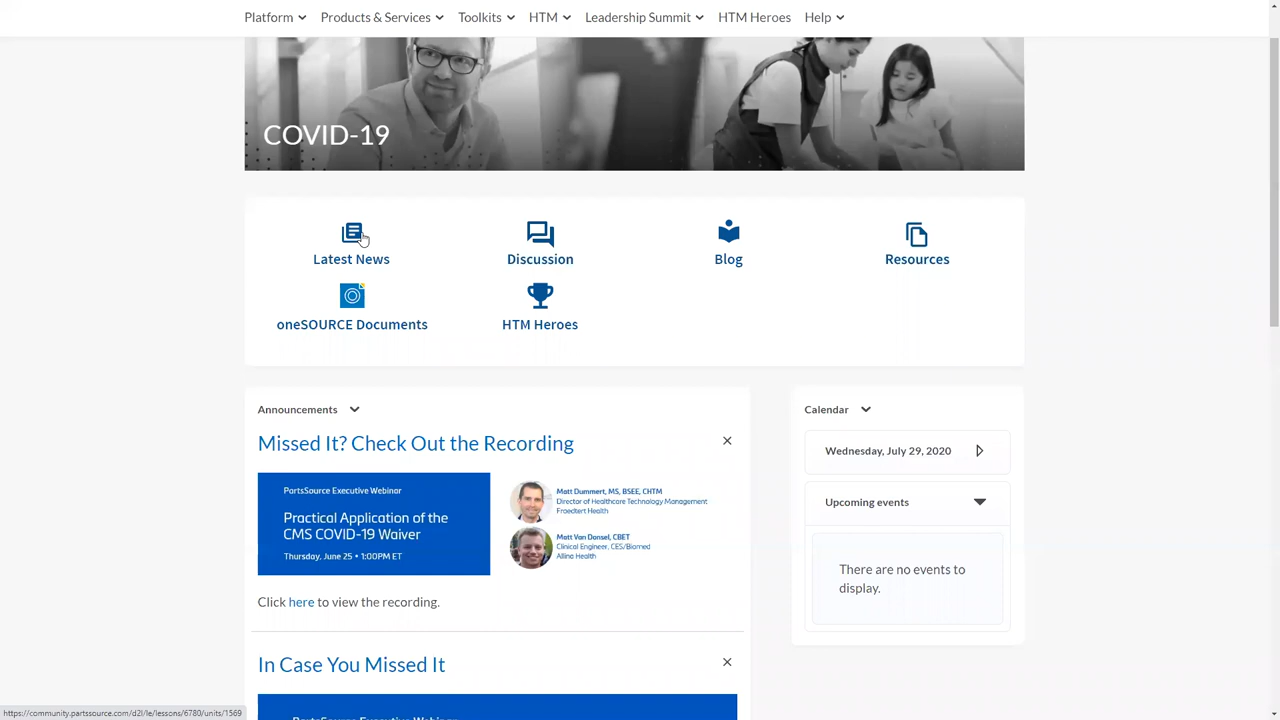 Platform Products & Services Toolkits HTM Leadership Summit HTM Heroes Help
COVID-19
Latest News Discussion Blog Resources
oneSOURCE Documents HTM Heroes
Announcements
Missed It? Check Out the Recording
PartsSource Executive Webinar
Practical Application of the
CMS COVID-19 Waiver
Thursday, June 25 • 1:00PM ET
Matt Dummert, MS, BSEE, CHTM
Director of Healthcare Technology Management
Froedtert Health
Matt Van Donsel, CBET
Clinical Engineer, CES/Biomed
Allina Health
Click here to view the recording.
In Case You Missed It
PartsSource Executive Webinar
Calendar
Wednesday, July 29, 2020
Upcoming events
There are no events to
display.
https://community.partssource.com/d2l/le/lessons/6780/units/1569